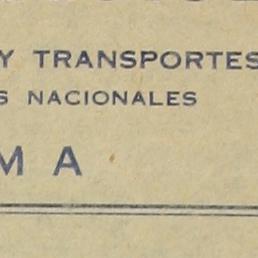 Y TRANSPORTES
S NACIONALES
M A